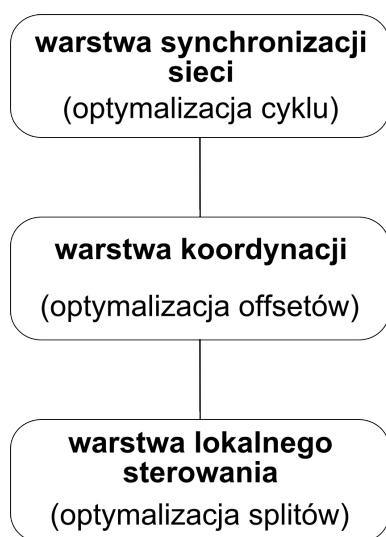 warstwa synchronizacji
sieci
(optymalizacja cyklu)
warstwa koordynacji
(optymalizacja offsetów)
warstwa lokalnego
sterowania
(optymalizacja splitów)